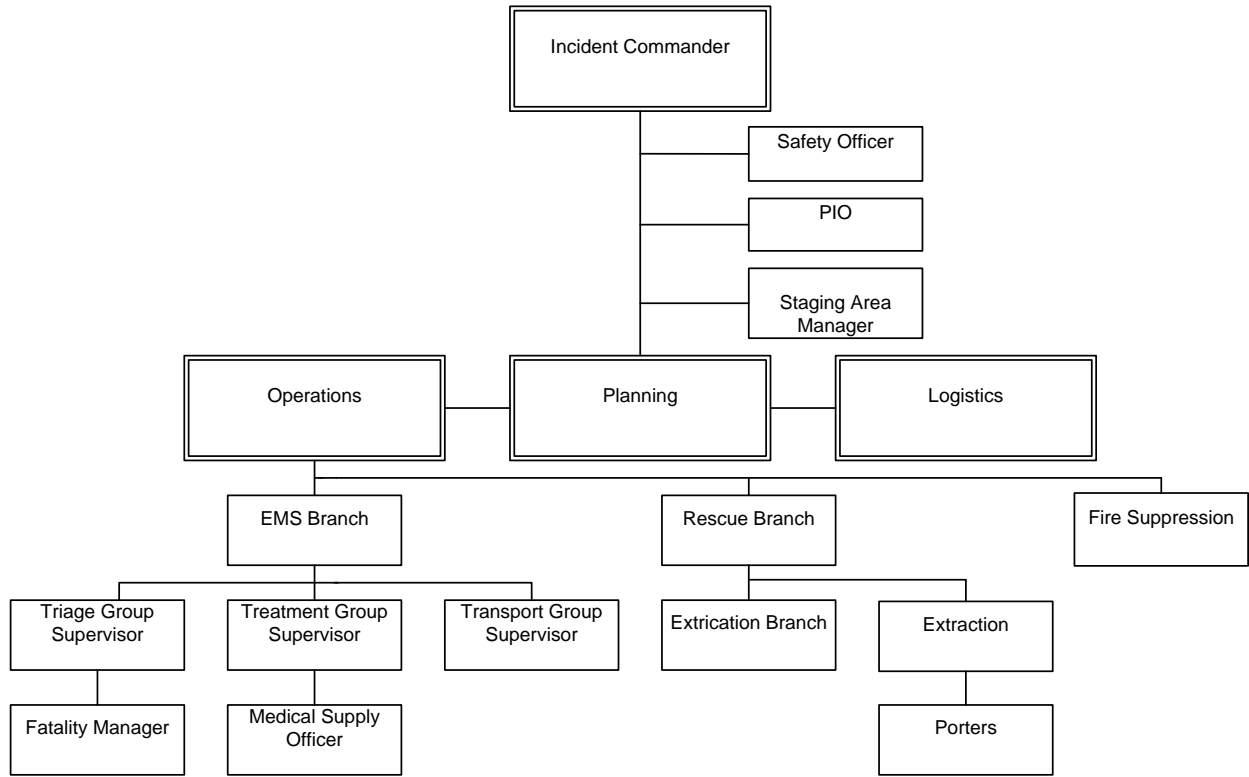 Incident Commander
Safety Officer
PIO
Staging Area
Manager
Operations
Planning
Logistics
EMS Branch
Rescue Branch
Fire Suppression
Triage Group
Supervisor
Treatment Group
Supervisor
Transport Group
Supervisor
Extrication Branch
Extraction
Fatality Manager
Medical Supply
Officer
Porters